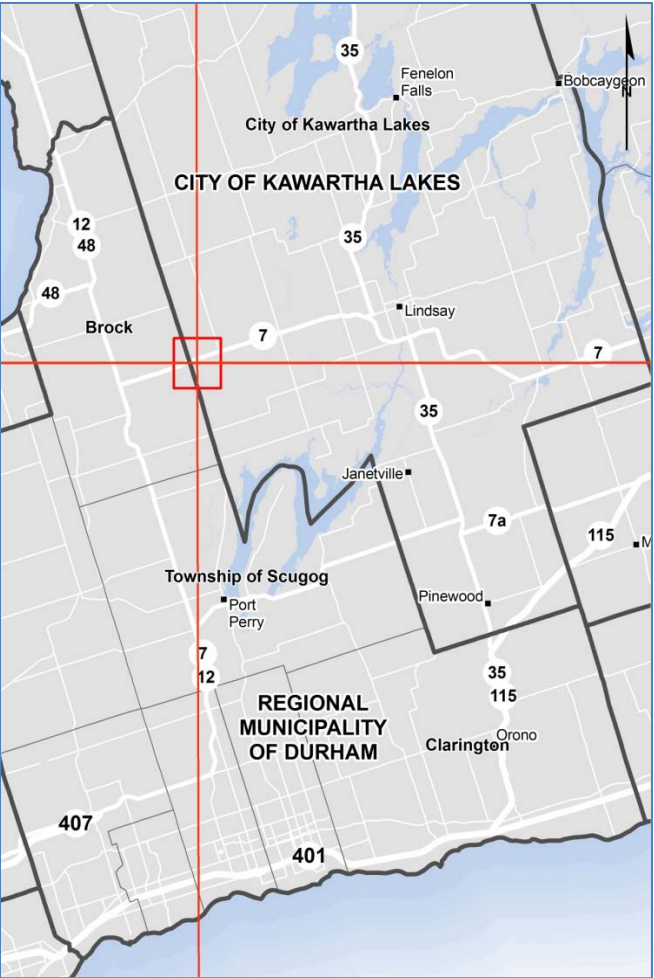 35
Fenelon
Falls
Bobcaygeon
N
City of Kawartha Lakes
CITY OF KAWARTHA LAKES
12
48
35
48
Lindsay
Brock
7
7
35
Janetville
7a
115
M
Township of Scugog
Pinewood
Port
Perry
7
12
35
115
REGIONAL
MUNICIPALITY
OF DURHAM
Orono
Clarington
407
401